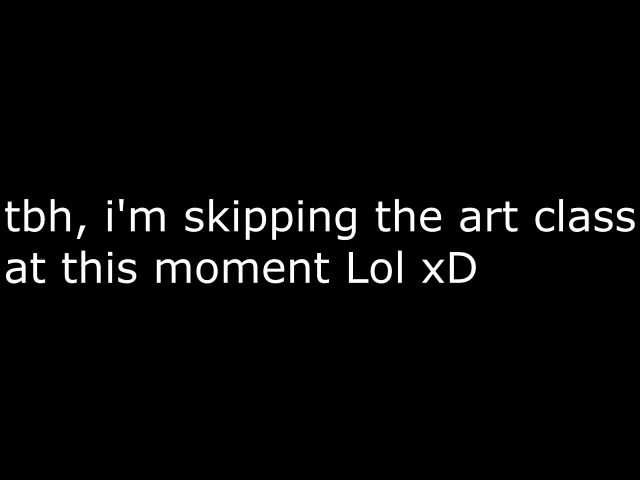 tbh, i'm skipping the art class
at this moment Lol xD